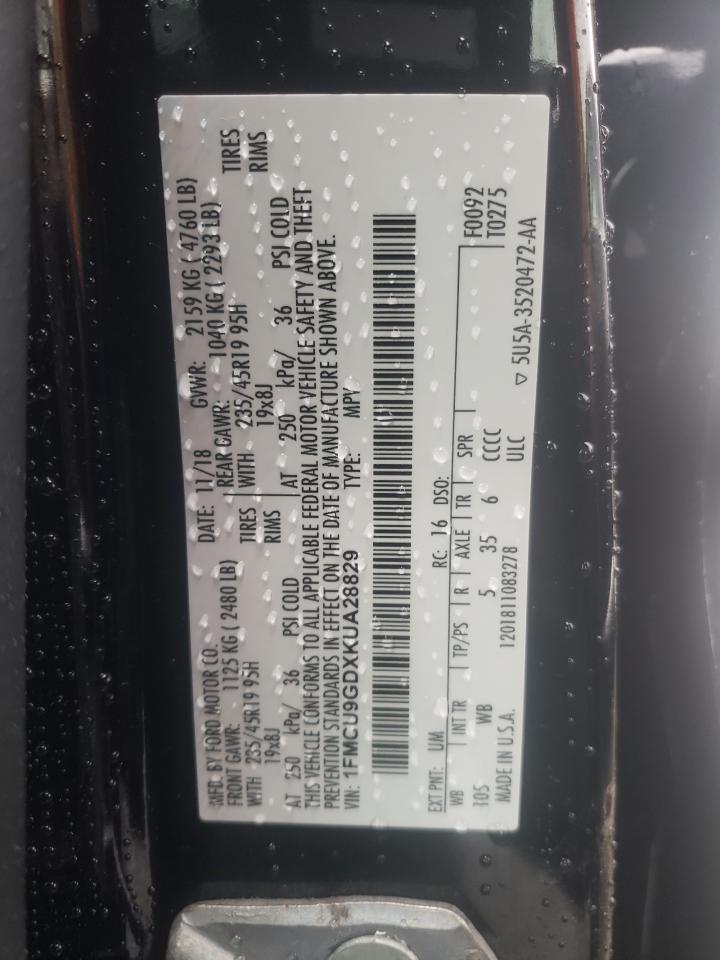 MFD. BY FORD MOTOR CO. DATE: 11/18 GVWR: 2159 KG ( 4760 LB)
FRONT GAWR: 1125 KG ( 2480 LB) REAR GAWR: 1040 KG ( 2293 LB)
WITH 235/45R19 95H TIRES WITH 235/45R19 95H TIRES
19x8J RIMS 19x8J RIMS
AT 250 kPa/ 36 PSI COLD AT 250 kPa/ 36 PSI COLD
THIS VEHICLE CONFORMS TO ALL APPLICABLE FEDERAL MOTOR VEHICLE SAFETY AND THEFT
PREVENTION STANDARDS IN EFFECT ON THE DATE OF MANUFACTURE SHOWN ABOVE.
VIN: 1FMCU9GDXKUA28829 TYPE: MPV
EXT PNT: UM RC: 16 DSO: F0092
WB INT TR TP/PS R AXLE TR SPR T0275
105 WB 5 35 6 CCCC
MADE IN U.S.A. 1201811083278 ULC ▽ 5U5A-3520472-AA